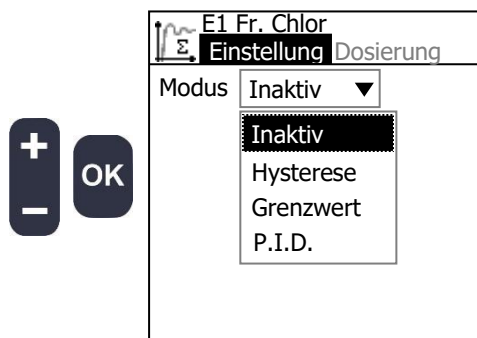 E1 Fr. Chlor
Σ Einstellung Dosierung
Modus Inaktiv
Inaktiv
Hysterese
Grenzwert
P.I.D.
+
OK
−